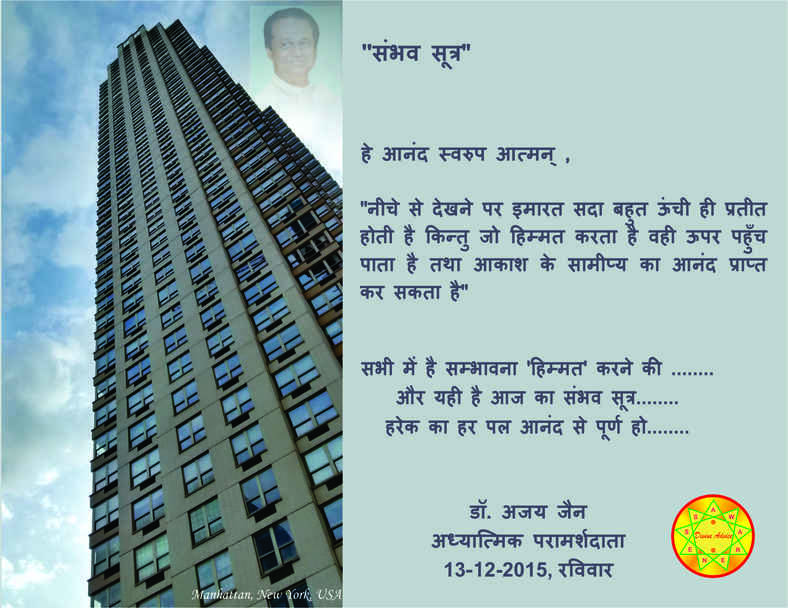 "संभव सूत्र"
हे आनंद स्वरुप आत्मन् ,
"नीचे से देखने पर इमारत सदा बहुत ऊंची ही प्रतीत
होती है किन्तु जो हिम्मत करता है वही ऊपर पहुँच
पाता है तथा आकाश के सामीप्य का आनंद प्राप्त
कर सकता है"
सभी में है सम्भावना 'हिम्मत' करने की ........
और यही है आज का संभव सूत्र........
हरेक का हर पल आनंद से पूर्ण हो........
डॉ. अजय जैन
अध्यात्मिक परामर्शदाता
13-12-2015, रविवार
Manhattan, New York, USA
Divine Advice
A W A R E N E S S